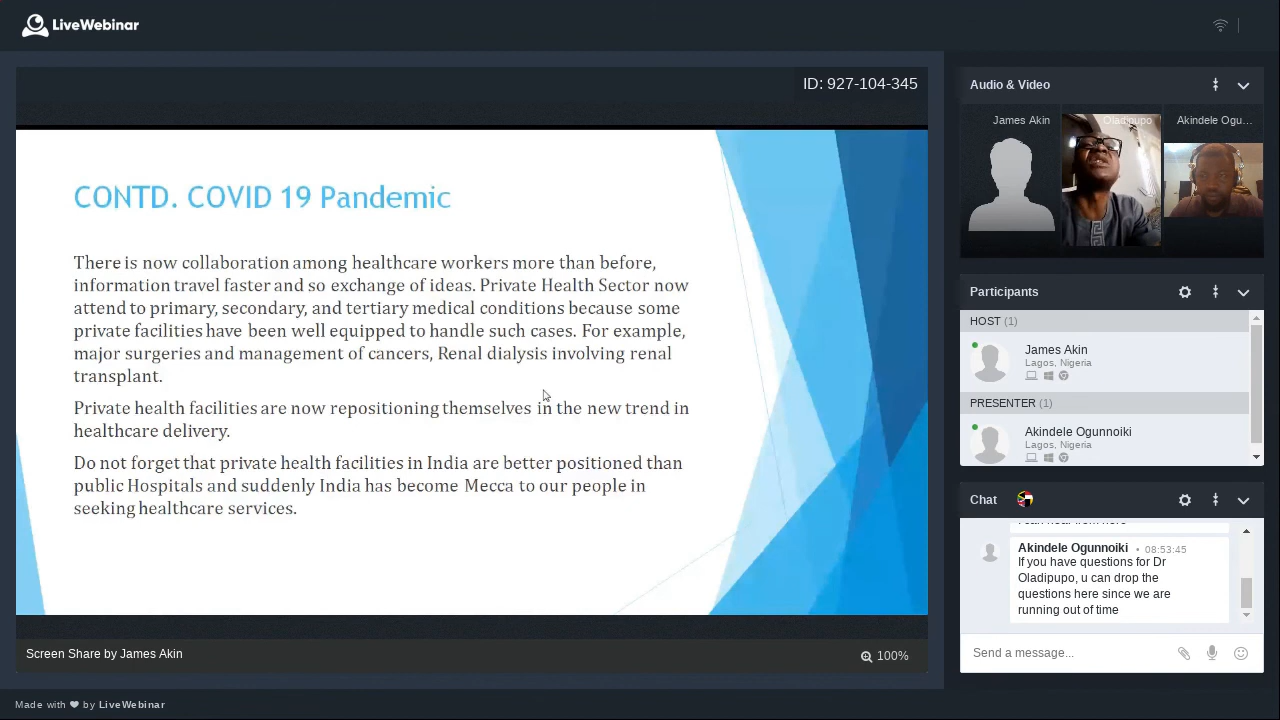 LiveWebinar
ID: 927-104-345
CONTD. COVID 19 Pandemic
There is now collaboration among healthcare workers more than before,
information travel faster and so exchange of ideas. Private Health Sector now
attend to primary, secondary, and tertiary medical conditions because some
private facilities have been well equipped to handle such cases. For example,
major surgeries and management of cancers, Renal dialysis involving renal
transplant.
Private health facilities are now repositioning themselves in the new trend in
healthcare delivery.
Do not forget that private health facilities in India are better positioned than
public Hospitals and suddenly India has become Mecca to our people in
seeking healthcare services.
Screen Share by James Akin
100%
Audio & Video
James Akin
Oladipupo
Akindele Ogu...
Participants
HOST (1)
James Akin
Lagos, Nigeria
PRESENTER (1)
Akindele Ogunnoiki
Lagos, Nigeria
Chat
Akindele Ogunnoiki • 08:53:45
If you have questions for Dr
Oladipupo, u can drop the
questions here since we are
running out of time
Send a message...
Made with by LiveWebinar